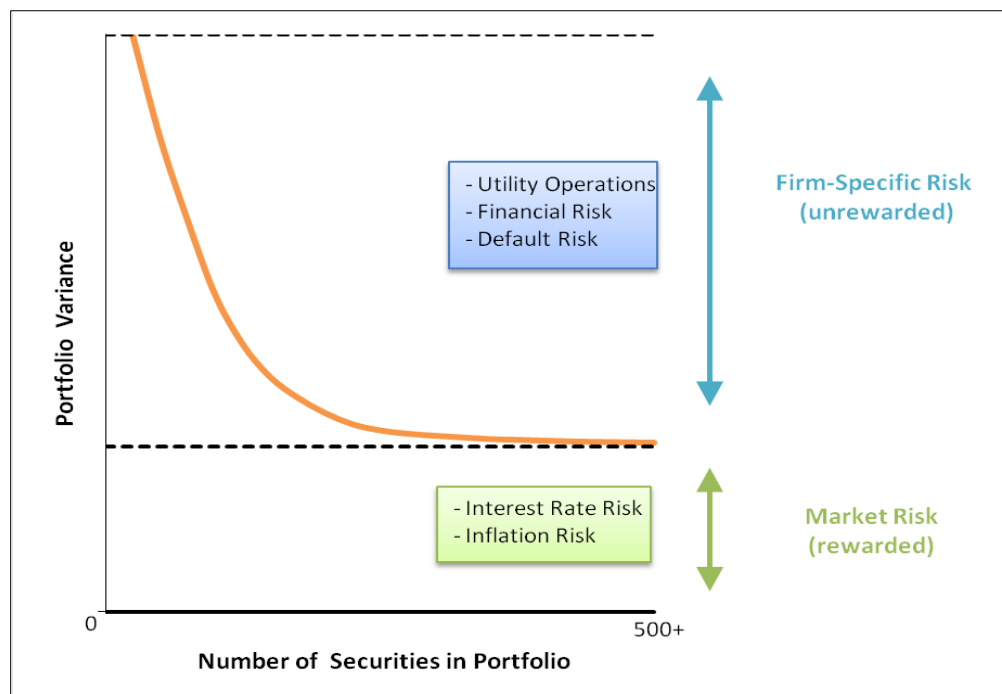 Portfolio Variance
- Utility Operations
- Financial Risk
- Default Risk
Firm-Specific Risk
(unrewarded)
- Interest Rate Risk
- Inflation Risk
Market Risk
(rewarded)
0
500+
Number of Securities in Portfolio